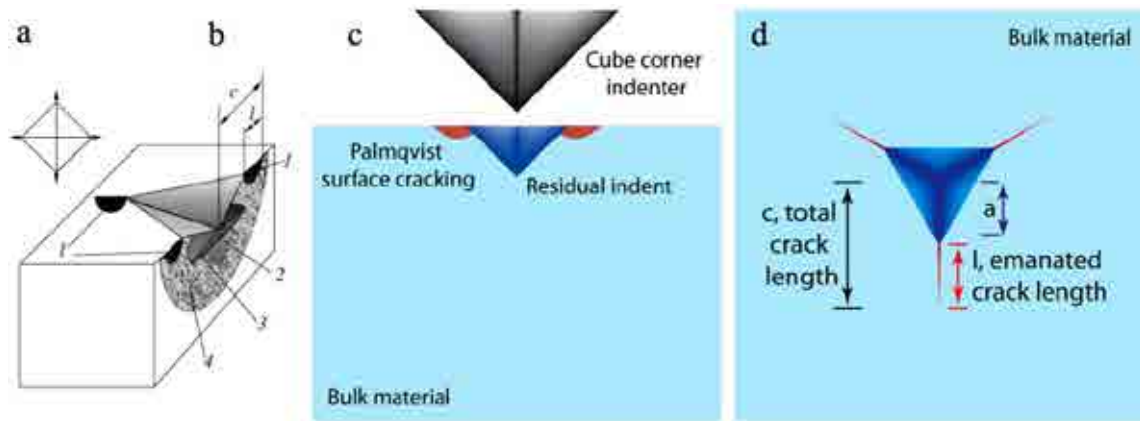 a
b
c
l
1
1
2
3
4
c
Cube corner
indenter
Palmqvist
surface cracking
Residual indent
Bulk material
d
Bulk material
c, total
crack
length
a
l, emanated
crack length